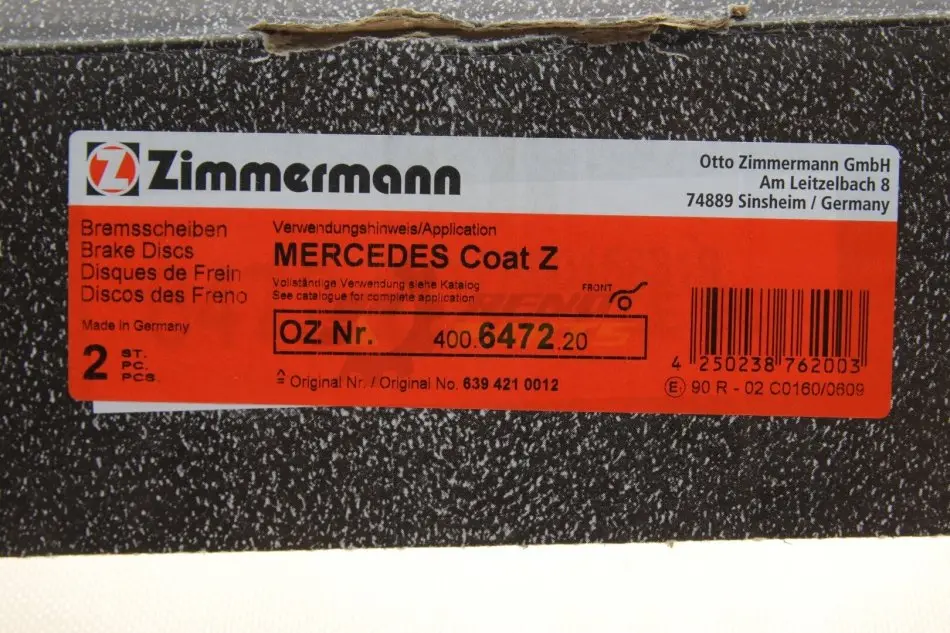 Z Zimmermann
Otto Zimmermann GmbH
Am Leitzelbach 8
74889 Sinsheim / Germany
Bremsscheiben
Brake Discs
Disques de Frein
Discos des Freno
Made in Germany
2 ST.
PC.
PCS.
Verwendungshinweis/Application
MERCEDES Coat Z
Vollständige Verwendung siehe Katalog
See catalogue for complete application
FRONT
OZ Nr. 400.6472.20
≙ Original Nr. / Original No. 639 421 0012
4 250238 762003
E1 90 R - 02 C0160/0609